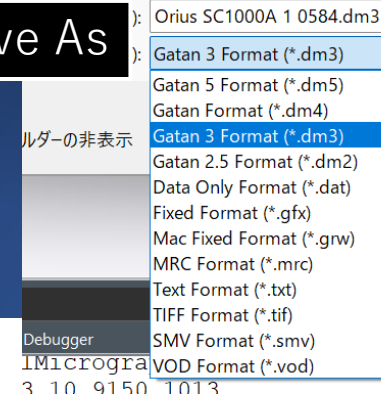 ve As
): Orius SC1000A 1 0584.dm3
): Gatan 3 Format (*.dm3)
Gatan 5 Format (*.dm5)
Gatan Format (*.dm4)
Gatan 3 Format (*.dm3)
ルダーの非表示
Gatan 2.5 Format (*.dm2)
Data Only Format (*.dat)
Fixed Format (*.gfx)
Mac Fixed Format (*.grw)
MRC Format (*.mrc)
Text Format (*.txt)
TIFF Format (*.tif)
Debugger
SMV Format (*.smv)
lMicrogra
VOD Format (*.vod)
3 10 9150 1013